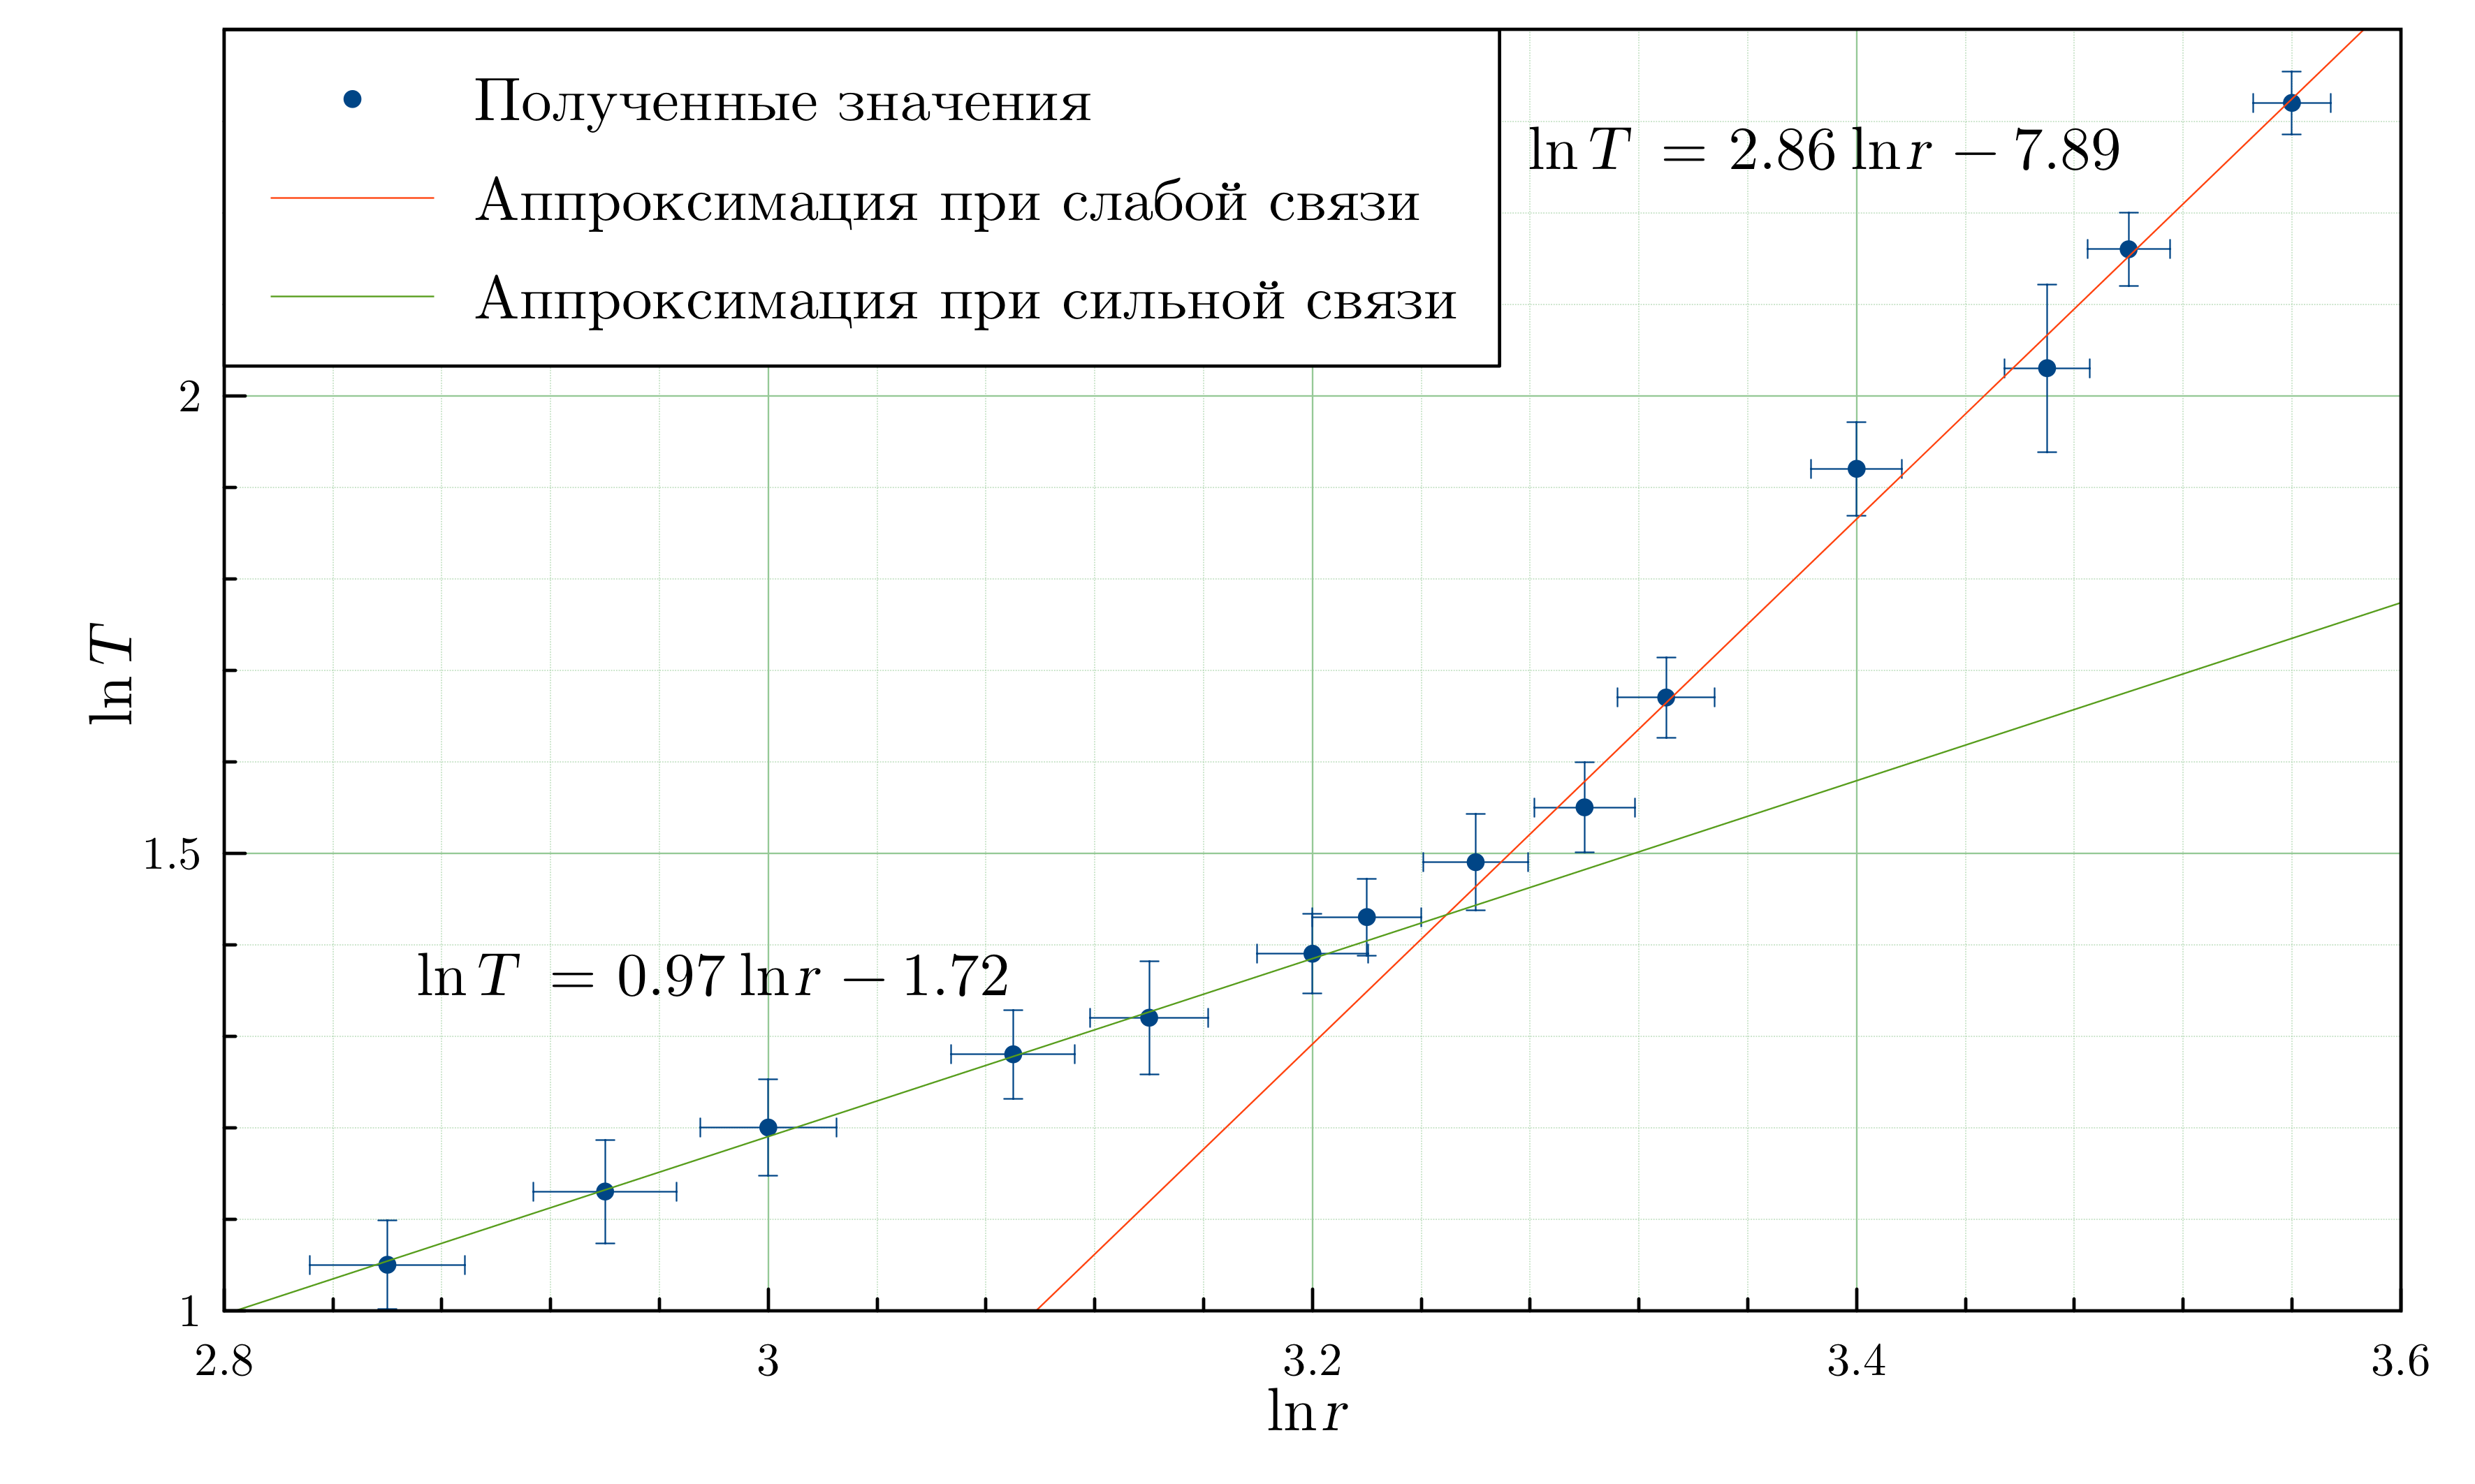 Полученные значения
Аппроксимация при слабой связи
Аппроксимация при сильной связи
ln T = 2.86 ln r − 7.89
ln T = 0.97 ln r − 1.72
ln T
2
1.5
1
2.8 3 3.2 3.4 3.6
ln r